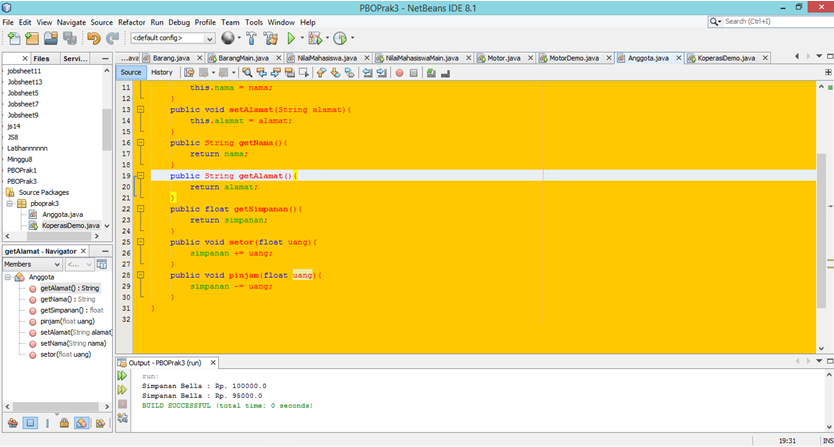 PBOPrak3 - NetBeans IDE 8.1
File Edit View Navigate Source Refactor Run Debug Profile Team Tools Window Help
Search (Ctrl+I)
<default config>
Files Servi...
...ava Barang.java BarangMain.java NilaiMahasiswa.java NilaiMahasiswaMain.java Motor.java MotorDemo.java Anggota.java KoperasiDemo.java
Source History
jobsheet11
Jobsheet13
Jobsheet5
Jobsheet7
Jobsheet9
js14
JS8
Latihannnnnn
Minggu8
PBOPrak1
PBOPrak3
Source Packages
pboprak3
Anggota.java
KoperasiDemo.java
getAlamat - Navigator
Members <...
Anggota
getAlamat() : String
getNama() : String
getSimpanan() : float
pinjam(float uang)
setAlamat(String alamat)
setNama(String nama)
setor(float uang)
11 this.nama = nama;
12 }
13 public void setAlamat(String alamat){
14 this.alamat = alamat;
15 }
16 public String getNama(){
17 return nama;
18 }
19 public String getAlamat(){
20 return alamat;
21 }
22 public float getSimpanan(){
23 return simpanan;
24 }
25 public void setor(float uang){
26 simpanan += uang;
27 }
28 public void pinjam(float uang){
29 simpanan -= uang;
30 }
31 }
32
Output - PBOPrak3 (run)
run:
Simpanan Bella : Rp. 100000.0
Simpanan Bella : Rp. 95000.0
BUILD SUCCESSFUL (total time: 0 seconds)
19:31 INS